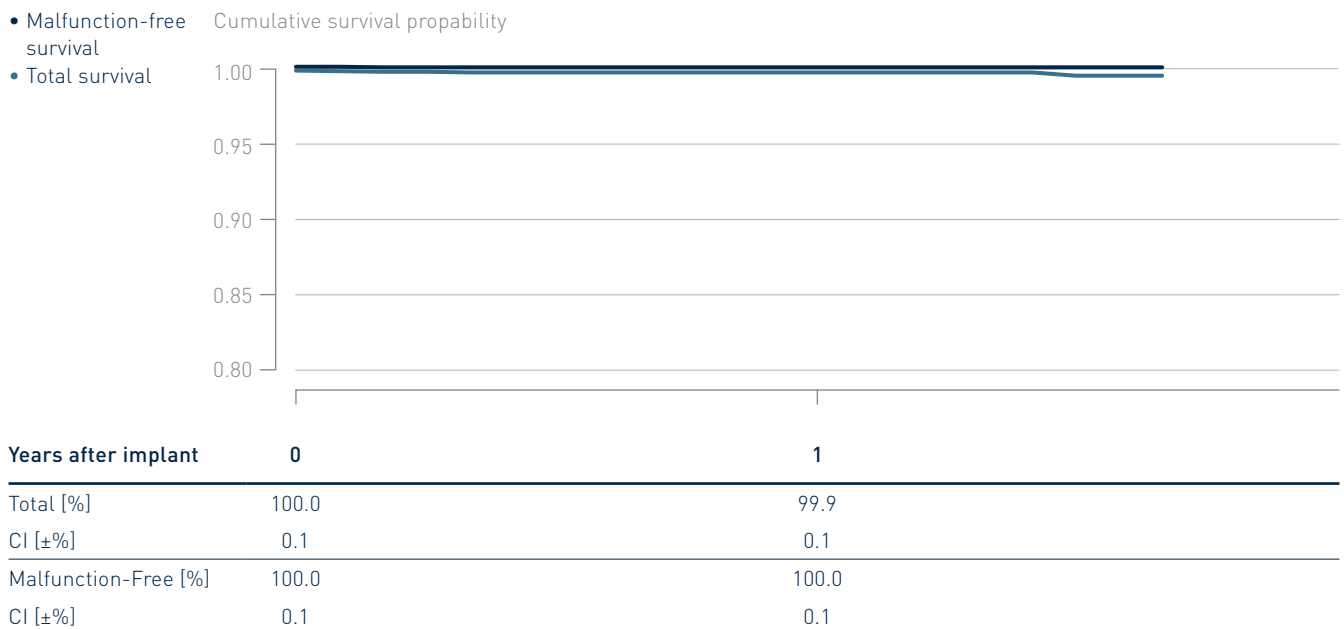 • Malfunction-free survival
• Total survival
Cumulative survival propability
1.00
0.95
0.90
0.85
0.80
Years after implant 0 1
Total [%] 100.0 99.9
CI [±%] 0.1 0.1
Malfunction-Free [%] 100.0 100.0
CI [±%] 0.1 0.1